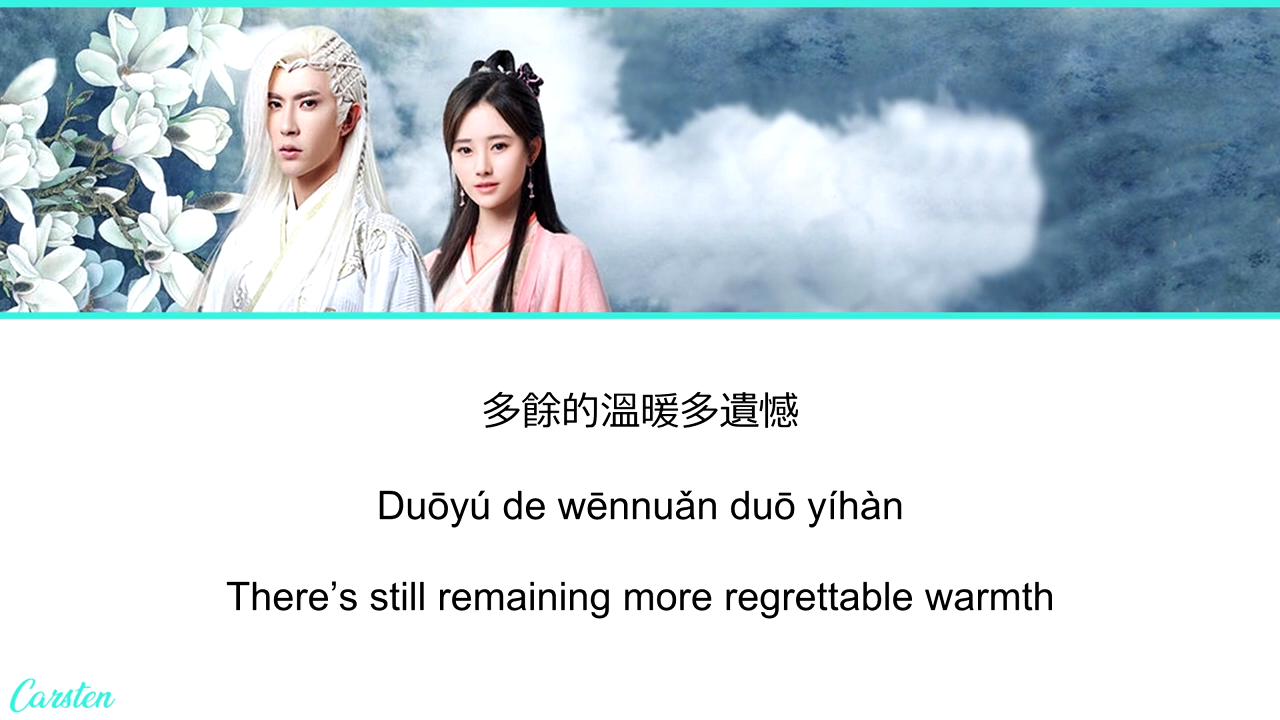 多餘的溫暖多遺憾
Duōyú de wēnnuǎn duō yíhàn
There’s still remaining more regrettable warmth
Carsten